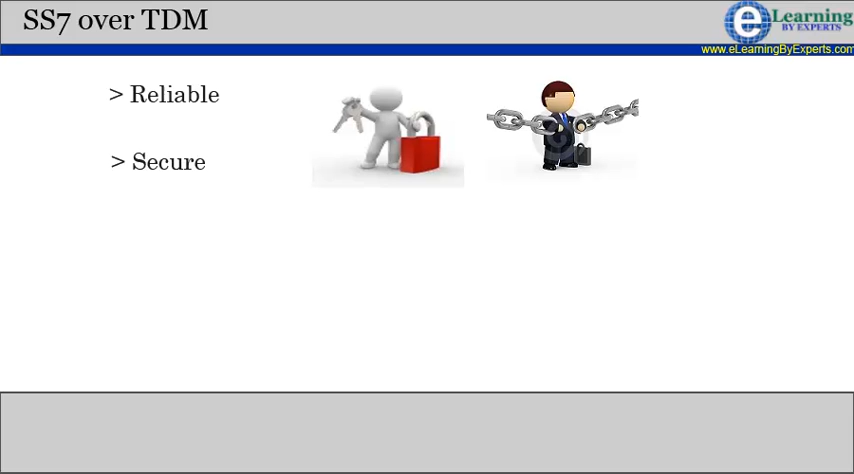 SS7 over TDM
eLearning
BY EXPERTS
www.eLearningByExperts.com
> Reliable
> Secure